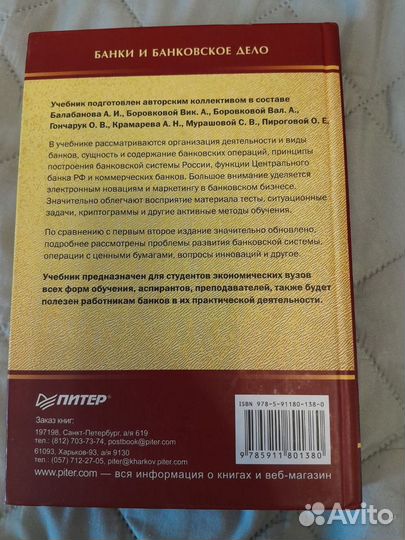 БАНКИ И БАНКОВСКОЕ ДЕЛО
Учебник подготовлен авторским коллективом в составе
Балабанова А. И., Боровковой Вик. А., Боровковой Вал. А.,
Гончарук О. В., Крамарева А. Н., Мурашовой С. В., Пироговой О. Е.
В учебнике рассматриваются организация деятельности и виды
банков, сущность и содержание банковских операций, принципы
построения банковской системы России, функции Центрального
банка РФ и коммерческих банков. Большое внимание уделяется
электронным новациям и маркетингу в банковском бизнесе.
Значительно облегчают восприятие материала тесты, ситуационные
задачи, криптограммы и другие активные методы обучения.
По сравнению с первым второе издание значительно обновлено,
подробнее рассмотрены проблемы развития банковской системы,
операции с ценными бумагами, вопросы инноваций и другое.
Учебник предназначен для студентов экономических вузов
всех форм обучения, аспирантов, преподавателей, также будет
полезен работникам банков в их практической деятельности.
ПИТЕР
Заказ книг:
197198, Санкт-Петербург, а/я 619
тел.: (812) 703-73-74, postbook@piter.com
61093, Харьков-93, а/я 9130
тел.: (057) 712-27-05, piter@kharkov.piter.com
www.piter.com — вся информация о книгах и веб-магазин
ISBN 978-5-91180-138-0
9785911801380
Avito